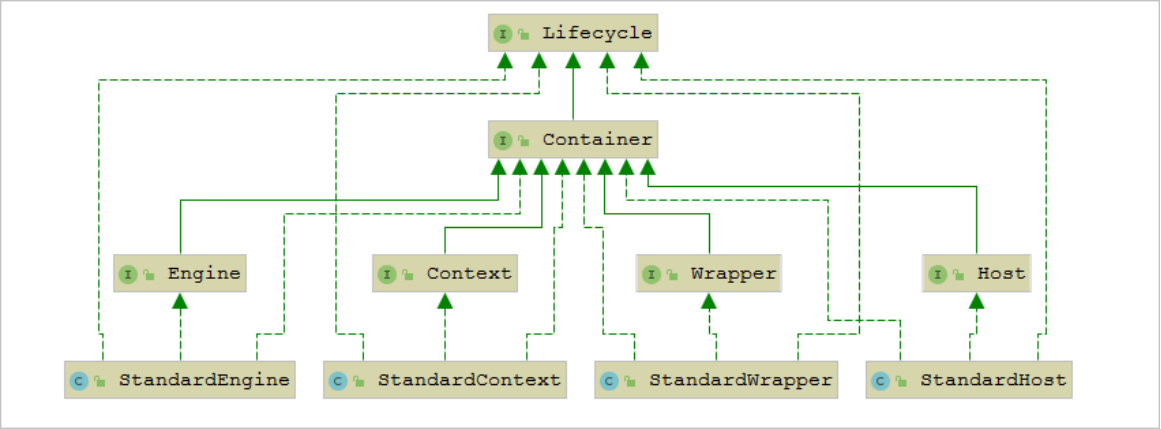 I Lifecycle
I Container
I Engine
I Context
I Wrapper
I Host
C StandardEngine
C StandardContext
C StandardWrapper
C StandardHost